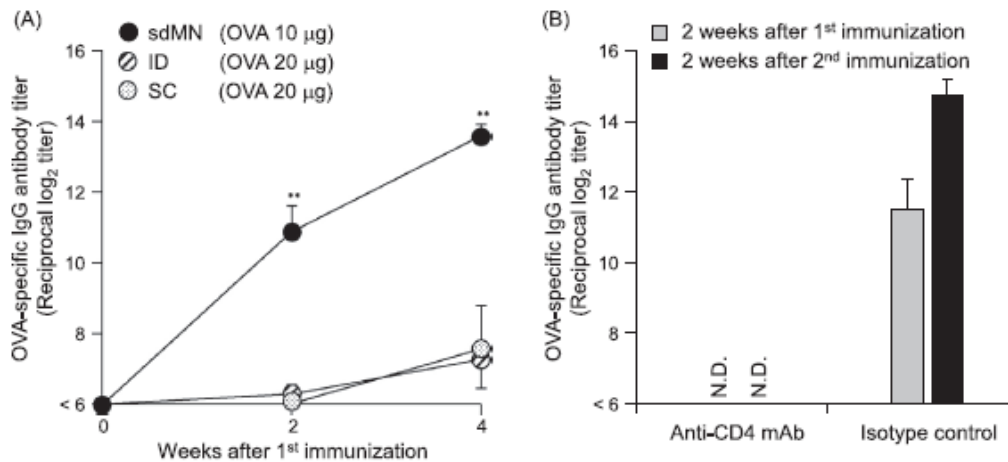 (A)
sdMN (OVA 10 μg)
ID (OVA 20 μg)
SC (OVA 20 μg)
OVA-specific IgG antibody titer
(Reciprocal log2 titer)
16
14
12
10
8
< 6
**
**
0 2 4
Weeks after 1st immunization
(B)
2 weeks after 1st immunization
2 weeks after 2nd immunization
OVA-specific IgG antibody titer
(Reciprocal log2 titer)
16
14
12
10
8
< 6
N.D.
N.D.
Anti-CD4 mAb Isotype control